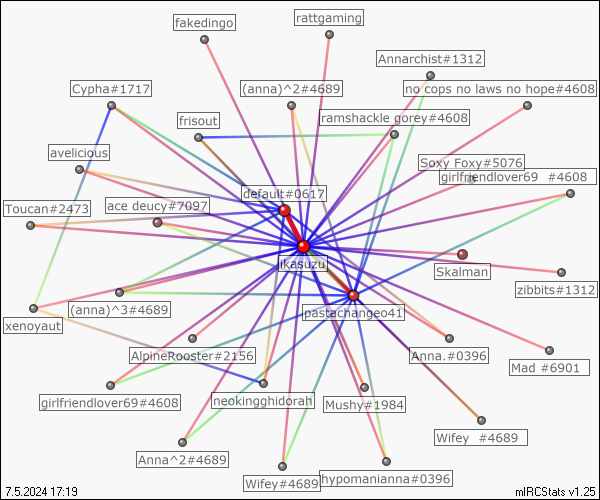 rattgaming
fakedingo
Annarchist#1312
Cypha#1717
(anna)^2#4689
no cops no laws no hope#4608
frisout
ramshackle gorey#4608
avelicious
Soxy Foxy#5076
girlfriendlover69 #4608
default#0617
Toucan#2473
ace deucy#7097
ikasuzu
Skalman
zibbits#1312
(anna)^3#4689
pastachangeo41
xenoyaut
AlpineRooster#2156
Anna.#0396
Mad #6901
girlfriendlover69#4608
neokingghidorah
Mushy#1984
Wifey #4689
Anna^2#4689
Wifey#4689
hypomanianna#0396
7.5.2024 17:19
mIRCStats v1.25